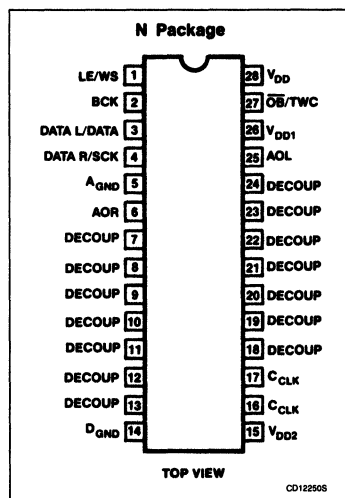 N Package
LE/WS 1 28 VDD
BCK 2 27 OB/TWC
DATA L/DATA 3 26 VDD1
DATA R/SCK 4 25 AOL
AGND 5 24 DECOUP
AOR 6 23 DECOUP
DECOUP 7 22 DECOUP
DECOUP 8 21 DECOUP
DECOUP 9 20 DECOUP
DECOUP 10 19 DECOUP
DECOUP 11 18 DECOUP
DECOUP 12 17 CCLK
DECOUP 13 16 CCLK
DGND 14 15 VDD2
TOP VIEW
CD12250S